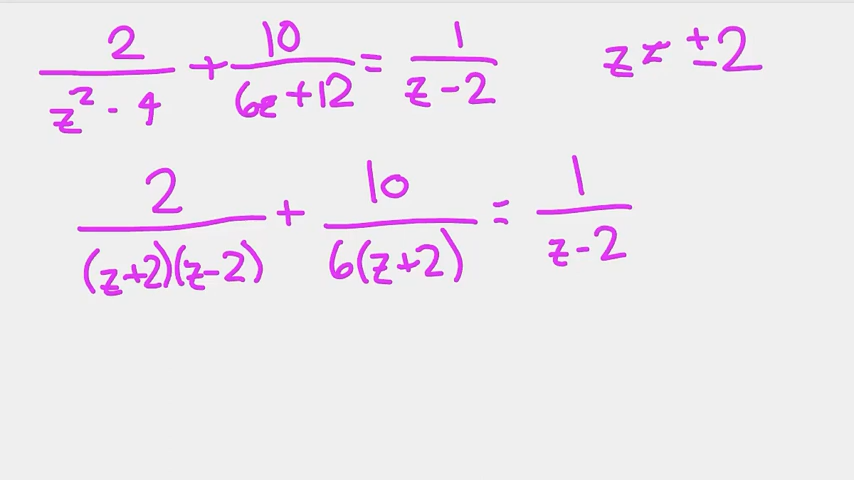 2/(z² - 4) + 10/(6z + 12) = 1/(z - 2)    z ≠ ±2
2/((z+2)(z-2)) + 10/(6(z+2)) = 1/(z-2)